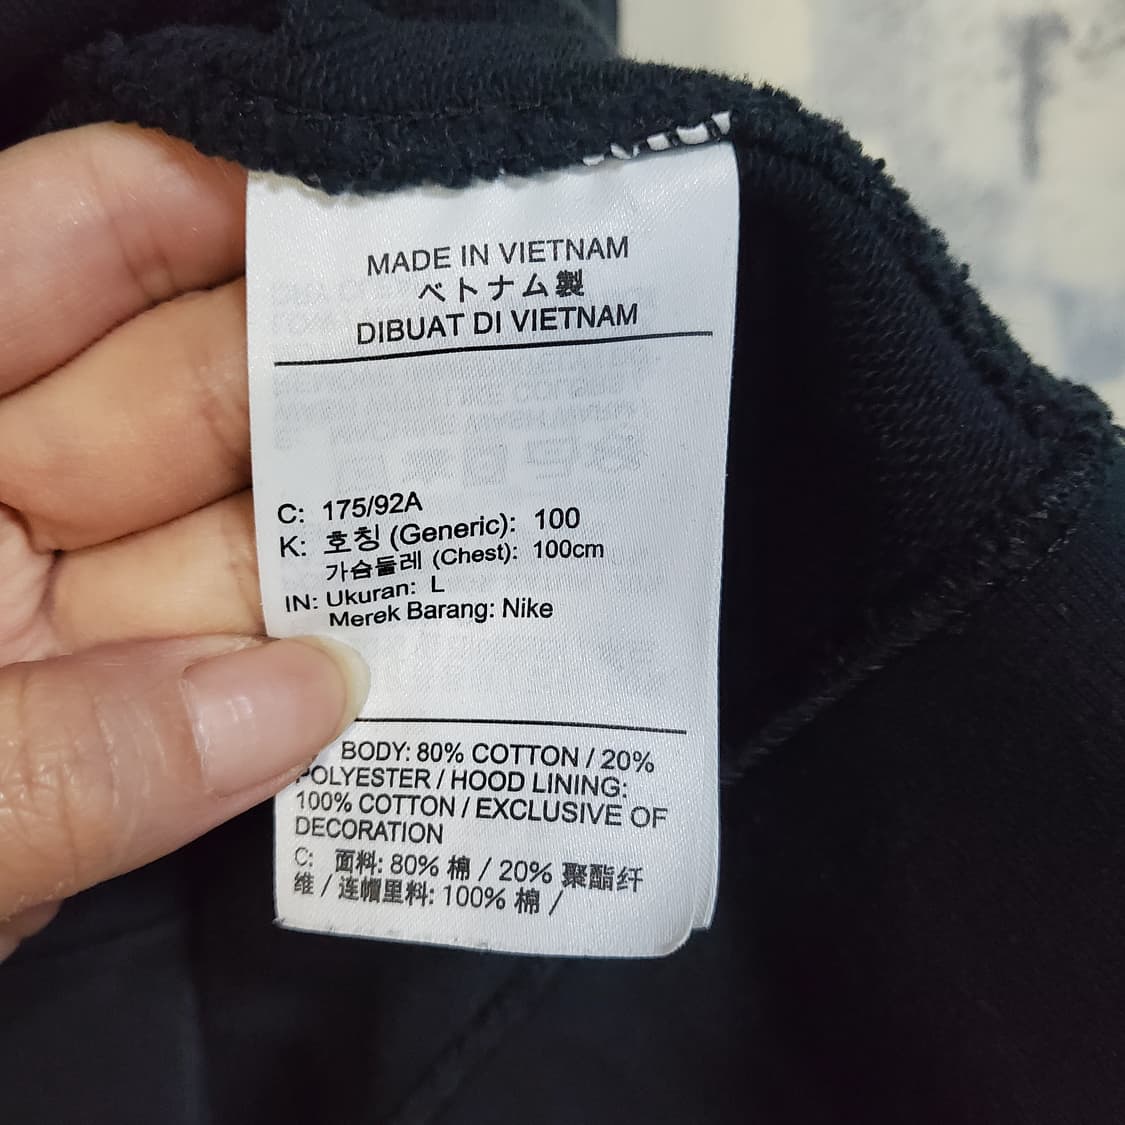 MADE IN VIETNAM
ベトナム製
DIBUAT DI VIETNAM
C: 175/92A
K: 호칭 (Generic): 100
가슴둘레 (Chest): 100cm
IN: Ukuran: L
Merek Barang: Nike
BODY: 80% COTTON / 20%
POLYESTER / HOOD LINING:
100% COTTON / EXCLUSIVE OF
DECORATION
C: 面料: 80% 棉 / 20% 聚酯纤
维 / 连帽里料: 100% 棉 /